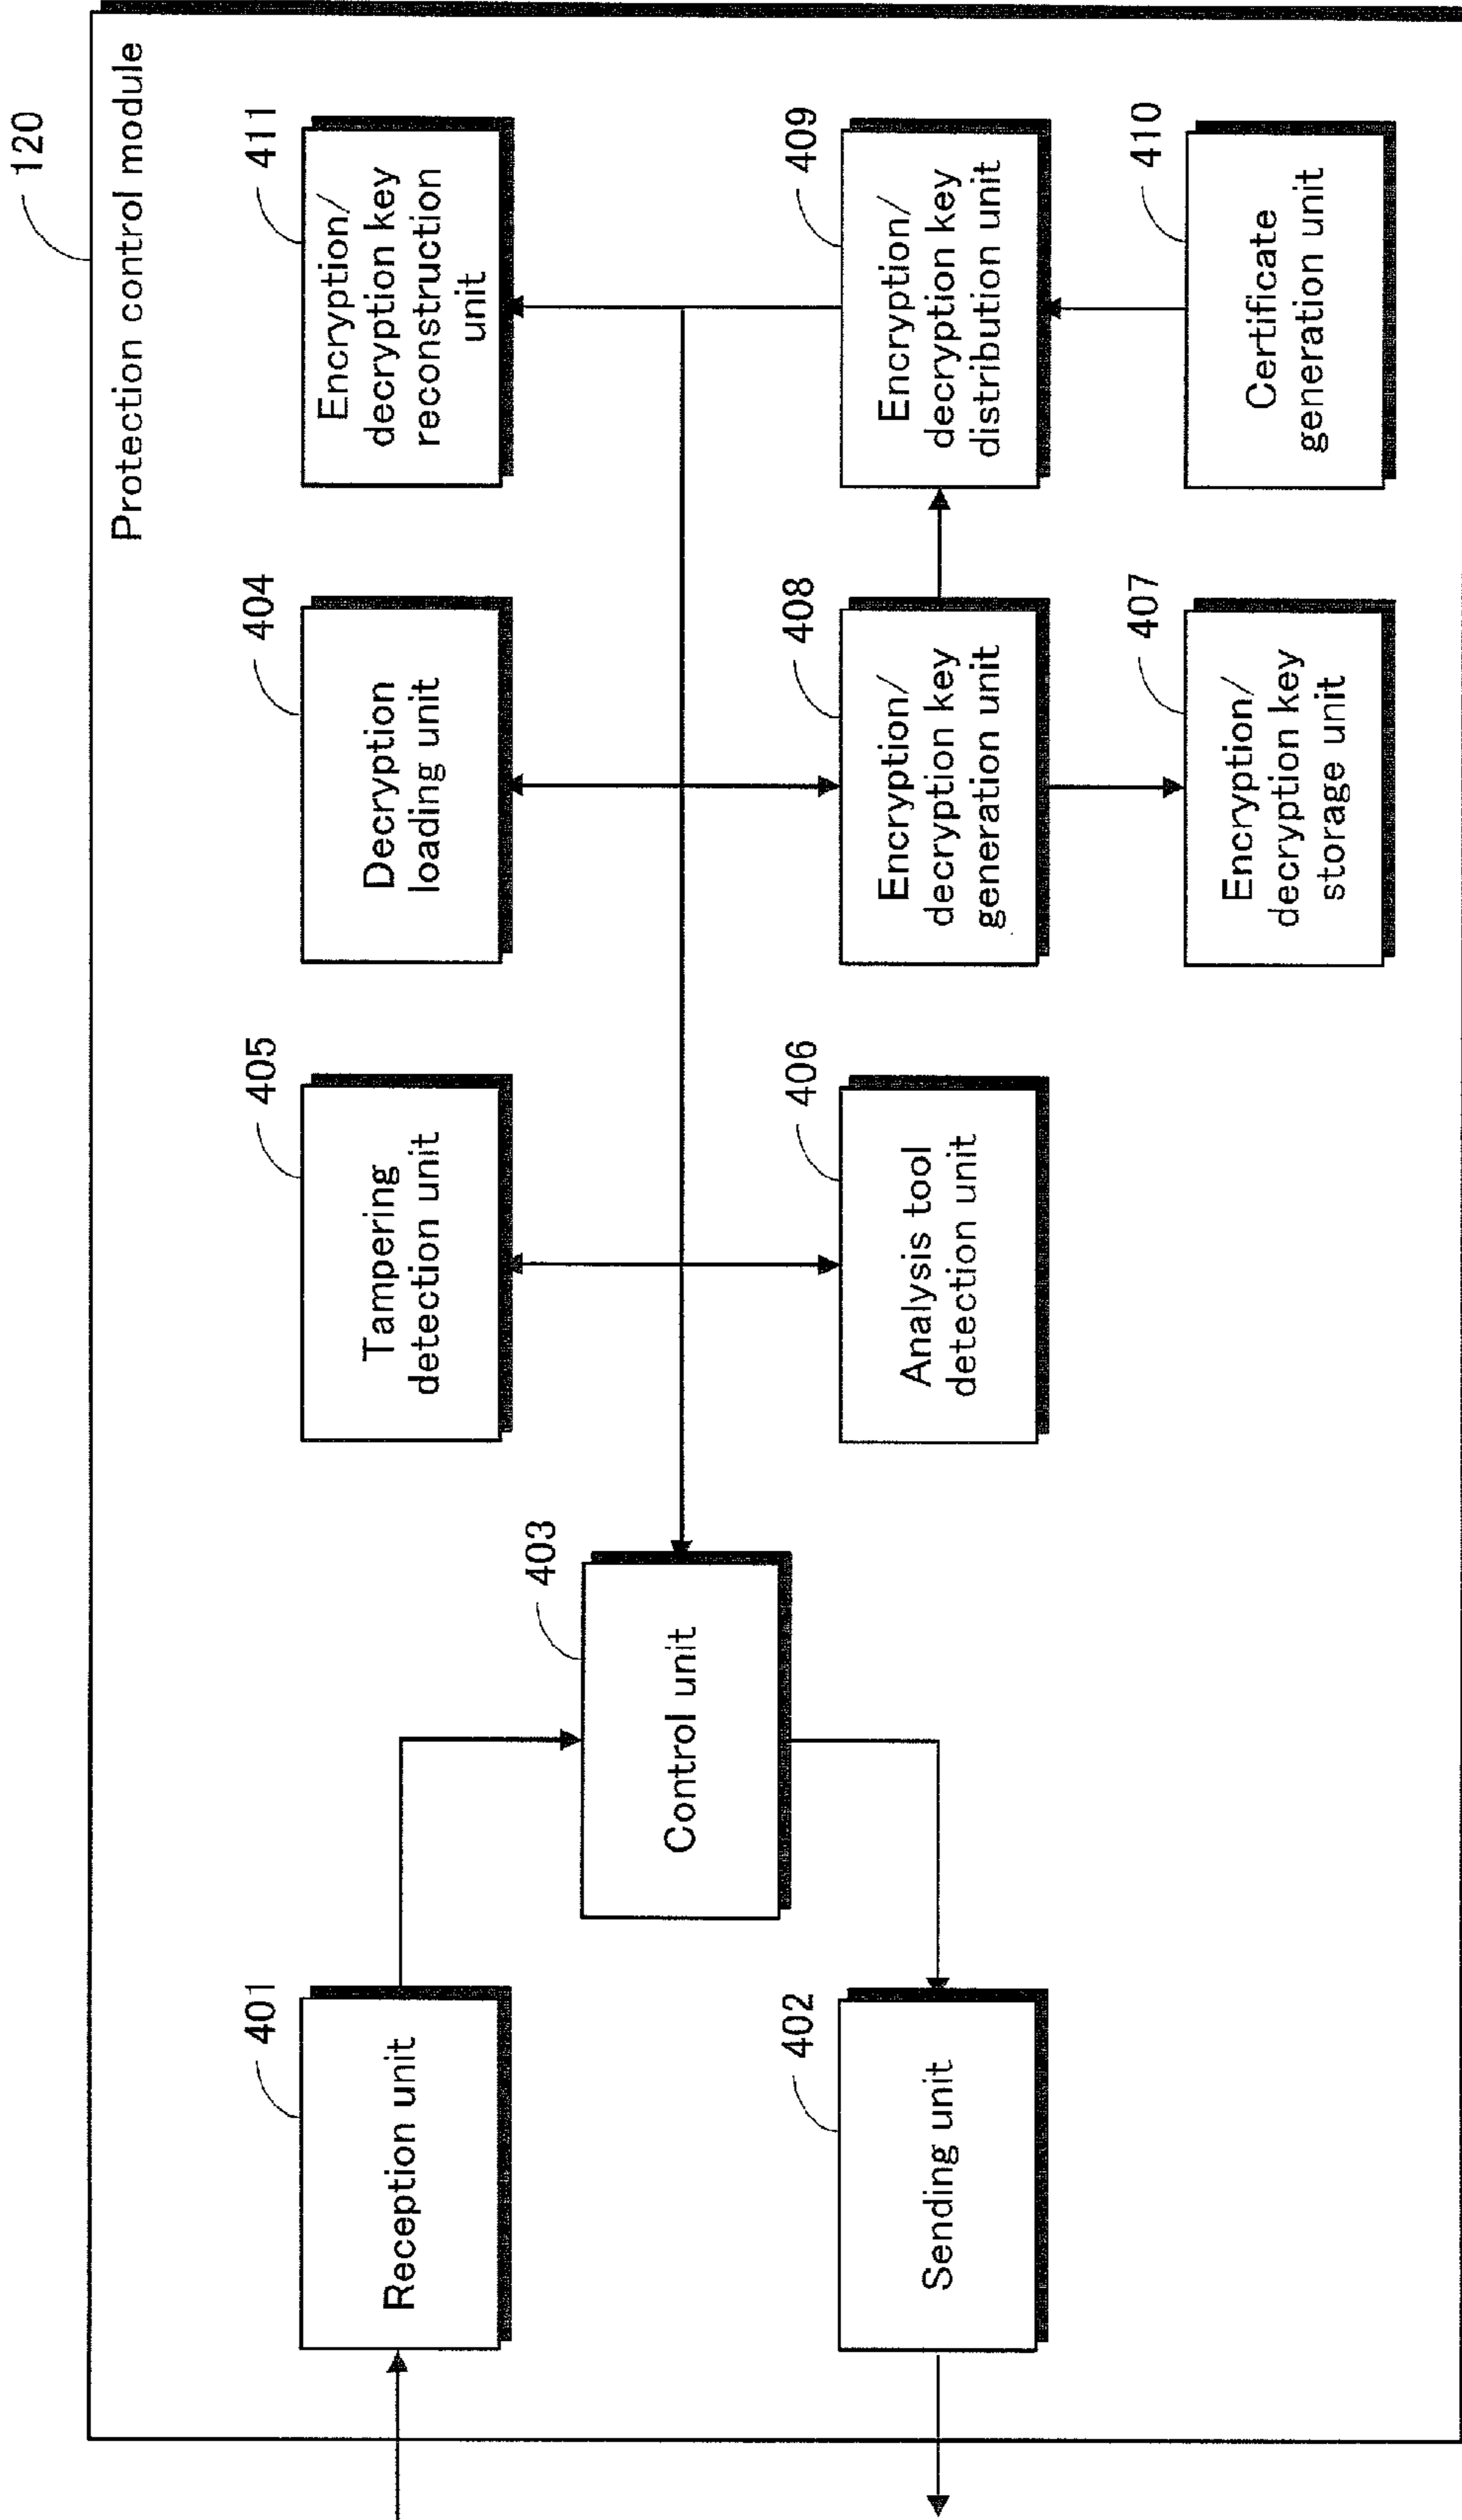 120
Protection control module
401
Reception unit
402
Sending unit
403
Control unit
405
Tampering
detection unit
406
Analysis tool
detection unit
404
Decryption
loading unit
408
Encryption/
decryption key
generation unit
407
Encryption/
decryption key
storage unit
411
Encryption/
decryption key
reconstruction
unit
409
Encryption/
decryption key
distribution unit
410
Certificate
generation unit